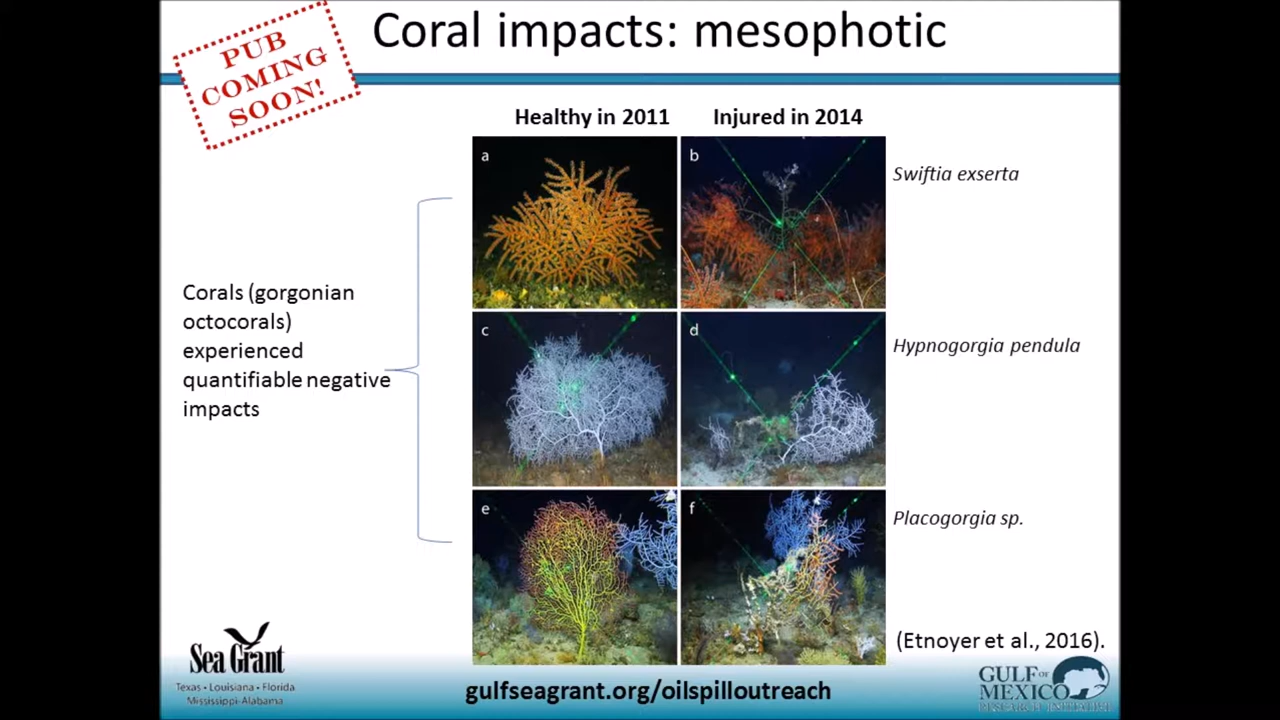 PUB
COMING
SOON!
Coral impacts: mesophotic
Healthy in 2011
Injured in 2014
a
b
Swiftia exserta
Corals (gorgonian
octocorals)
experienced
quantifiable negative
impacts
c
d
Hypnogorgia pendula
e
f
Placogorgia sp.
(Etnoyer et al., 2016).
Sea Grant
Texas • Louisiana • Florida
Mississippi-Alabama
gulfseagrant.org/oilspilloutreach
GULF OF
MEXICO
RESEARCH INITIATIVE